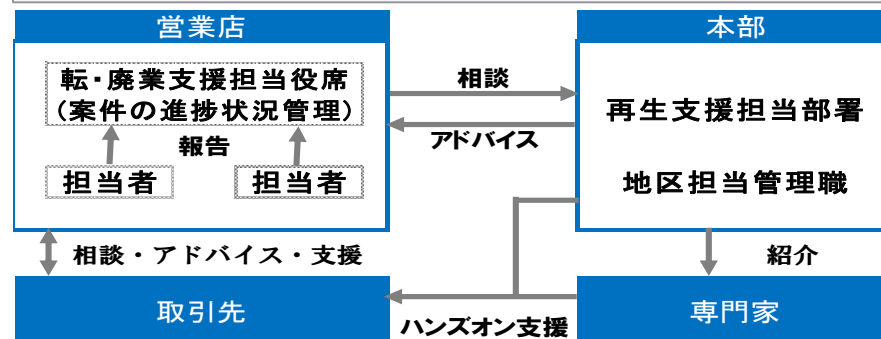 営業店
本部
転・廃業支援担当役席
(案件の進捗状況管理)
報告
担当者
担当者
相談
アドバイス
再生支援担当部署
地区担当管理職
相談・アドバイス・支援
紹介
取引先
ハンズオン支援
専門家